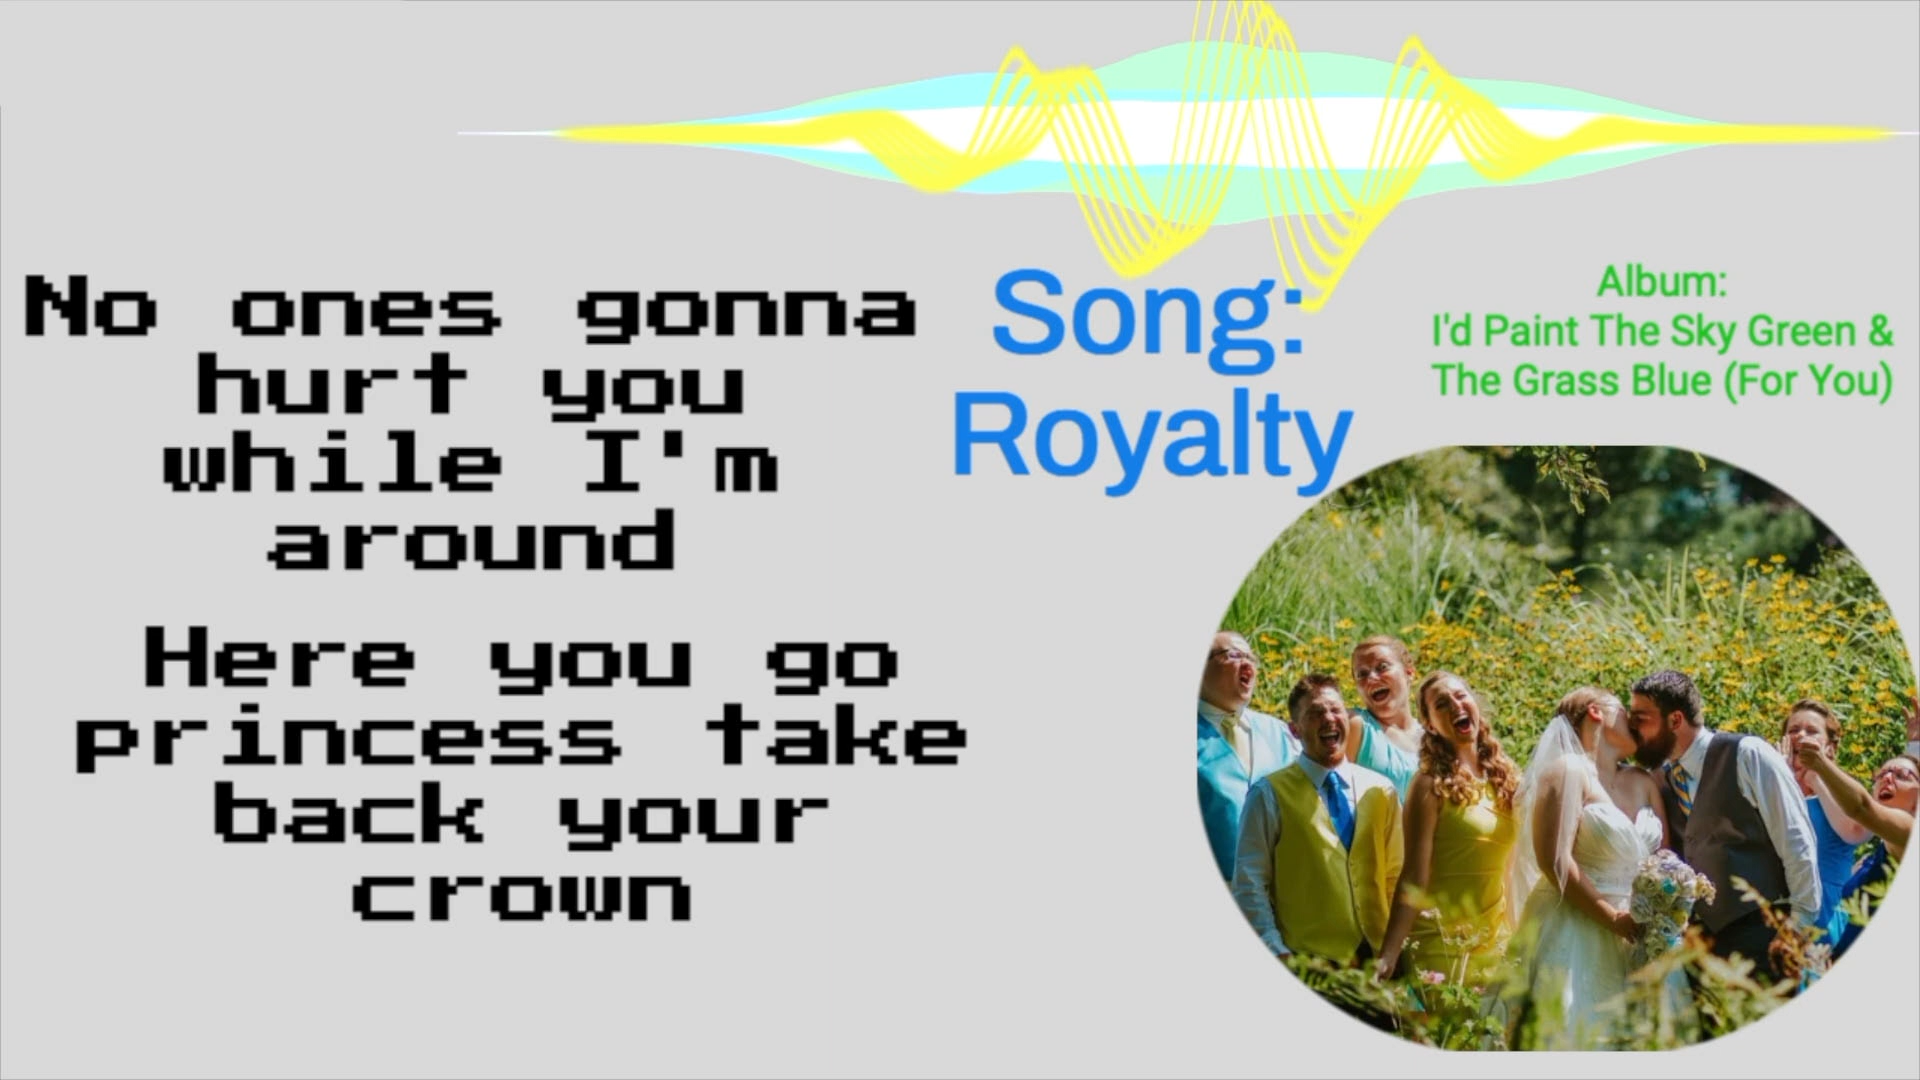 No ones gonna
hurt you
while I'm
around
Here you go
princess take
back your
crown
Song:
Royalty
Album:
I'd Paint The Sky Green &
The Grass Blue (For You)